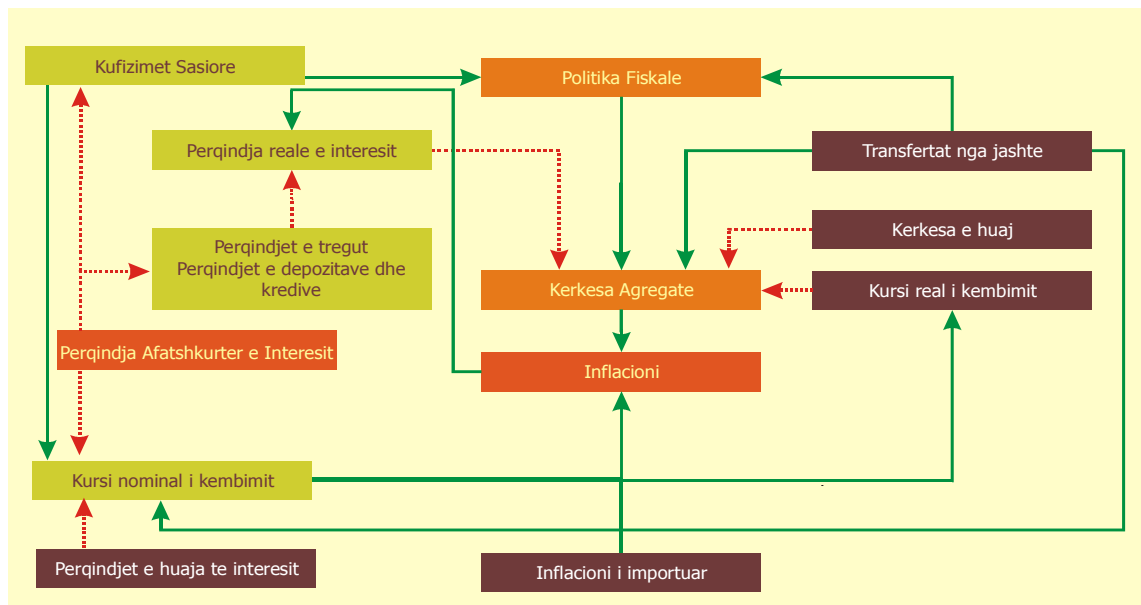 Kufizimet Sasiore
Politika Fiskale
Perqindja reale e interesit
Transfertat nga jashte
Perqindjet e tregut
Perqindjet e depozitave dhe
kredive
Kerkesa e huaj
Kerkesa Agregate
Kursi real i kembimit
Perqindja Afatshkurter e Interesit
Inflacioni
Kursi nominal i kembimit
Perqindjet e huaja te interesit
Inflacioni i importuar